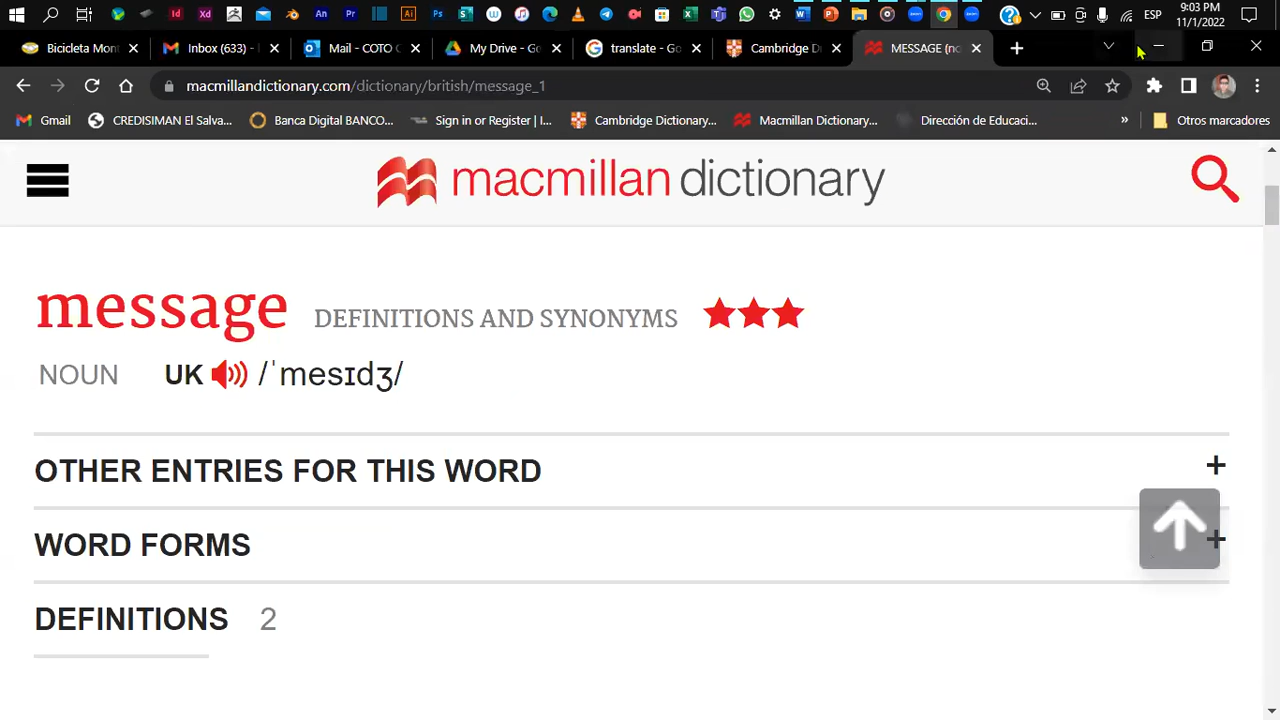 ESP
9:03 PM
11/1/2022
Bicicleta Mon
Inbox (633) - G
Mail - COTO C
My Drive - Go
translate - Go
Cambridge D
MESSAGE (no
macmillandictionary.com/dictionary/british/message_1
Gmail
CREDISIMAN El Salva...
Banca Digital BANCO...
Sign in or Register | I...
Cambridge Dictionary...
Macmillan Dictionary...
Dirección de Educaci...
»
Otros marcadores
macmillan dictionary
message DEFINITIONS AND SYNONYMS
NOUN UK /ˈmesɪdʒ/
OTHER ENTRIES FOR THIS WORD +
WORD FORMS +
DEFINITIONS 2